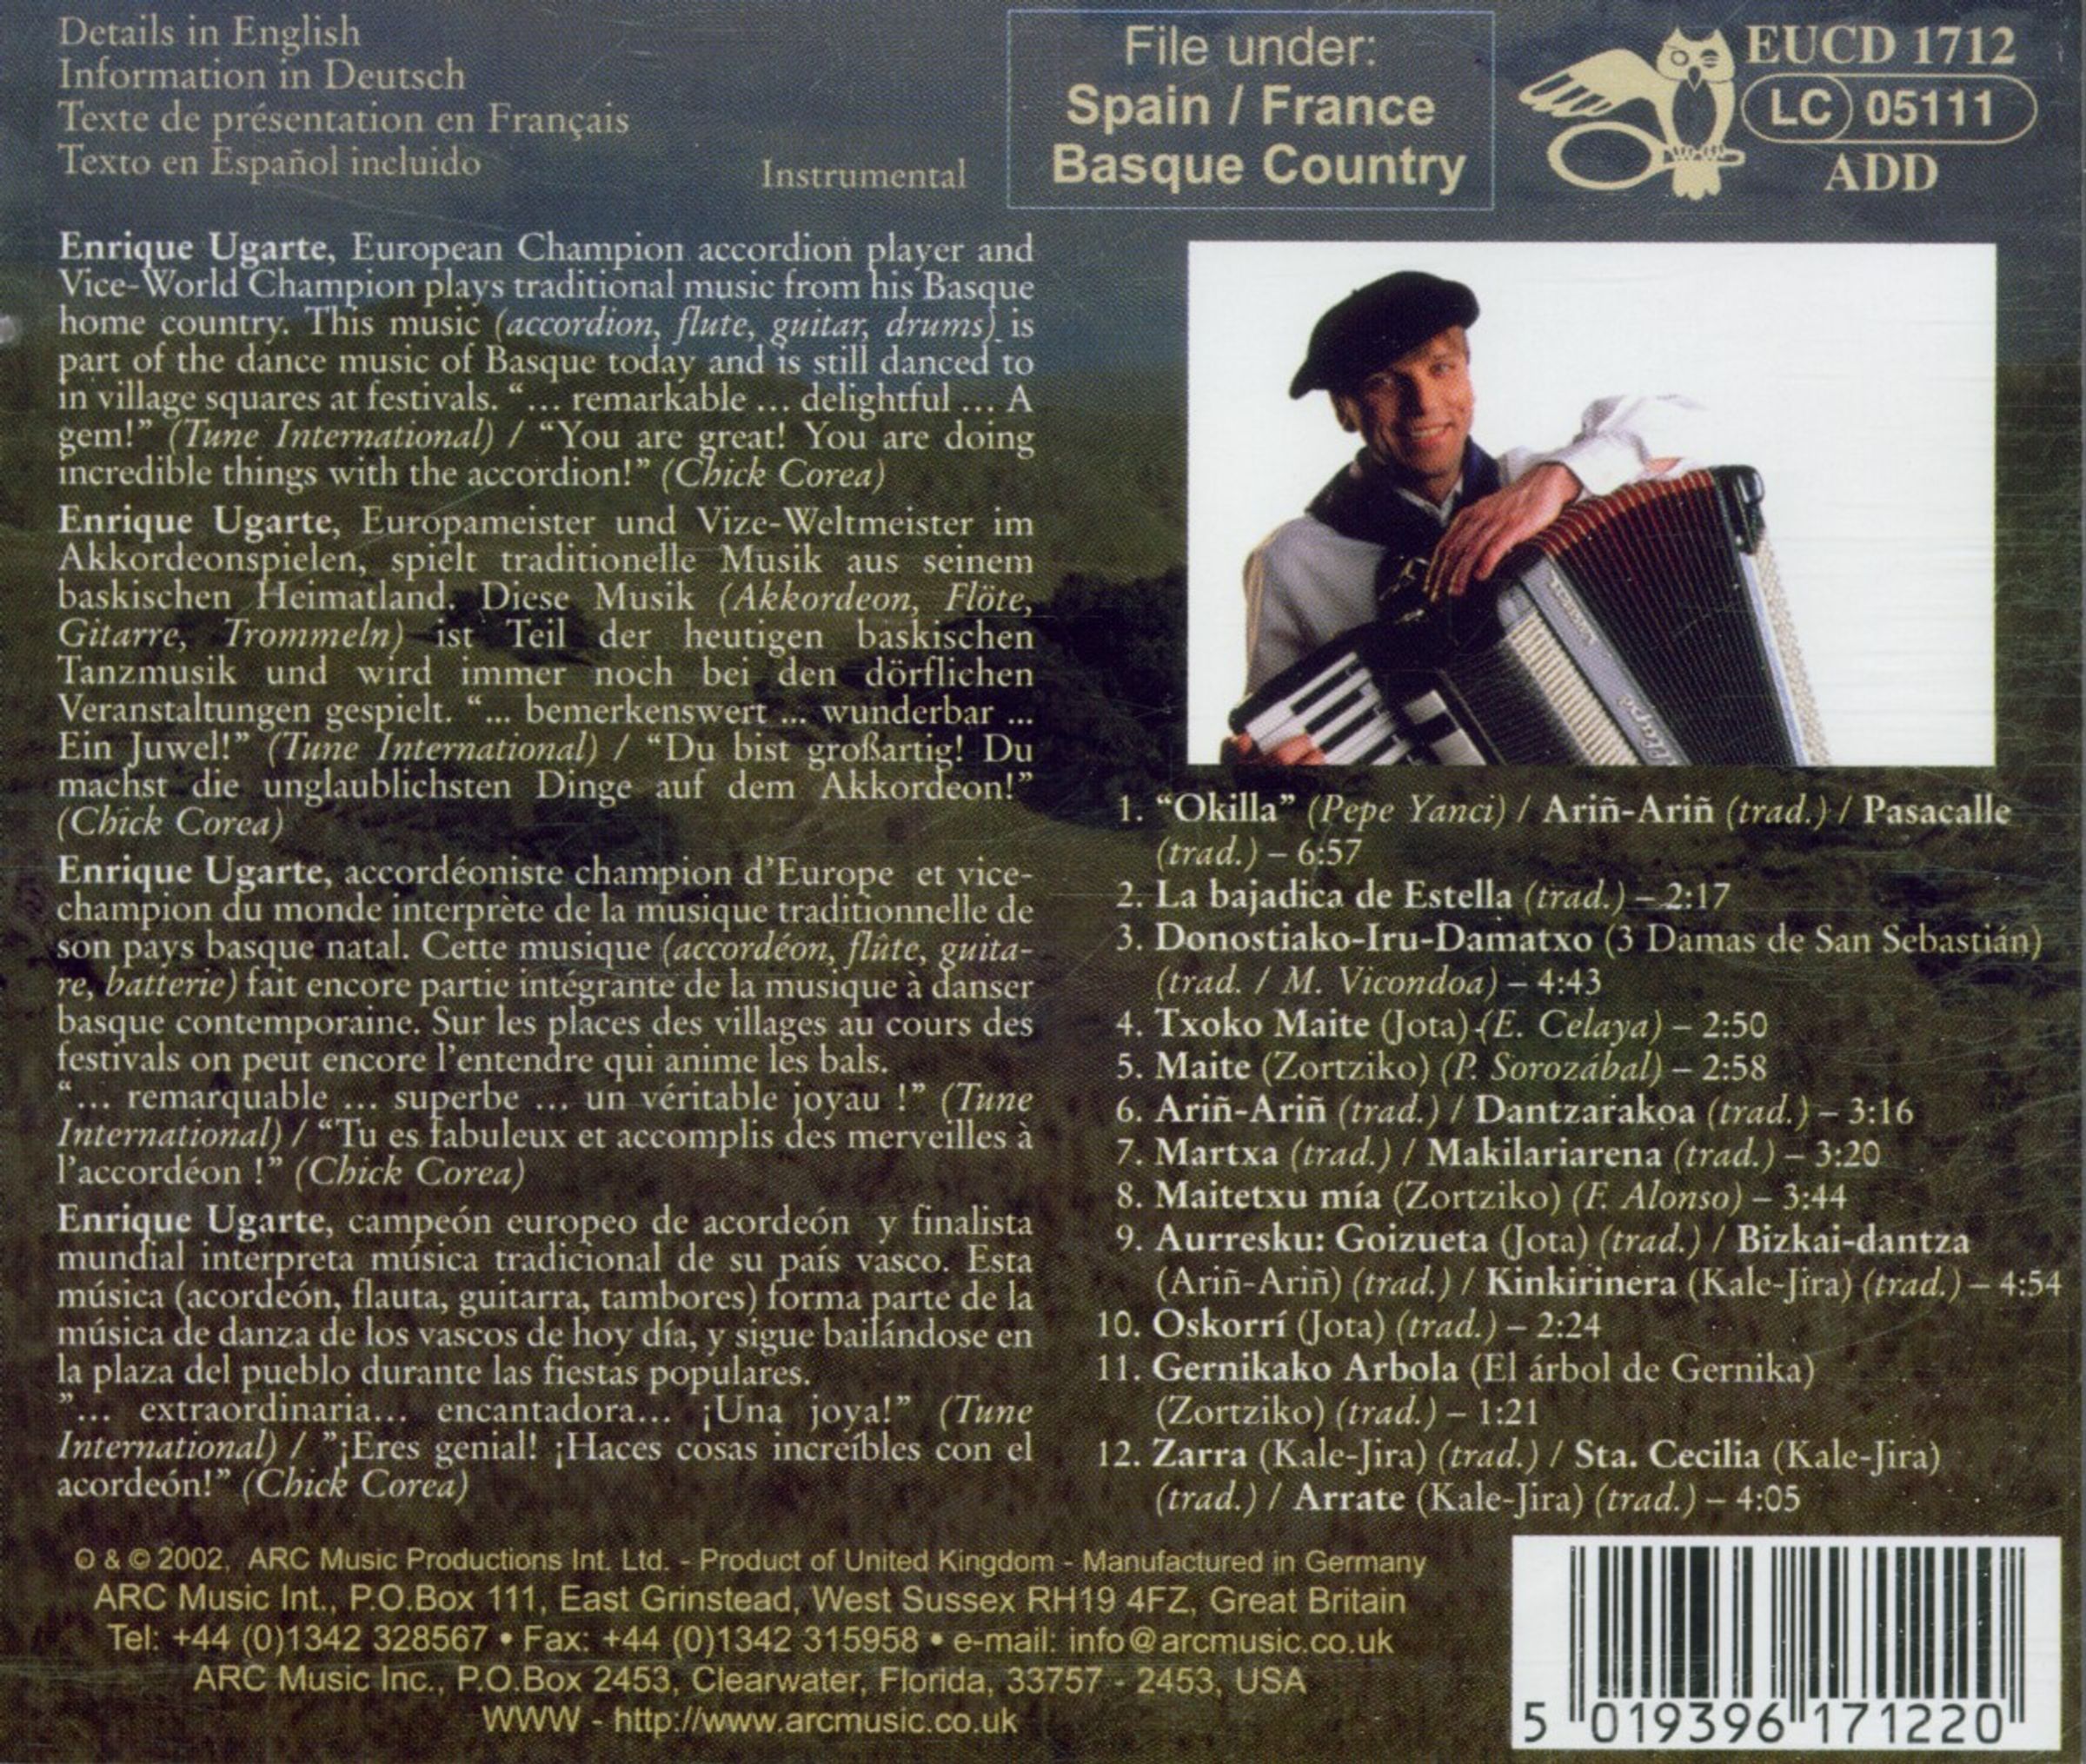 Details in English
Information in Deutsch
Texte de présentation en Français
Texto en Español incluido
Instrumental
File under:
Spain / France
Basque Country
EUCD 1712
LC 05111
ADD
Enrique Ugarte, European Champion accordion player and
Vice-World Champion plays traditional music from his Basque
home country. This music (accordion, flute, guitar, drums) is
part of the dance music of Basque today and is still danced to
in village squares at festivals. “... remarkable ... delightful ... A
gem!” (Tune International) / “You are great! You are doing
incredible things with the accordion!” (Chick Corea)
Enrique Ugarte, Europameister und Vize-Weltmeister im
Akkordeonspielen, spielt traditionelle Musik aus seinem
baskischen Heimatland. Diese Musik (Akkordeon, Flöte,
Gitarre, Trommeln) ist Teil der heutigen baskischen
Tanzmusik und wird immer noch bei den dörflichen
Veranstaltungen gespielt. “... bemerkenswert ... wunderbar ...
Ein Juwel!” (Tune International) / “Du bist großartig! Du
machst die unglaublichsten Dinge auf dem Akkordeon!”
(Chick Corea)
Enrique Ugarte, accordéoniste champion d’Europe et vice-
champion du monde interprète de la musique traditionnelle de
son pays basque natal. Cette musique (accordéon, flûte, guita-
re, batterie) fait encore partie intégrante de la musique à danser
basque contemporaine. Sur les places des villages au cours des
festivals on peut encore l’entendre qui anime les bals.
“... remarquable ... superbe ... un véritable joyau !” (Tune
International) / “Tu es fabuleux et accomplis des merveilles à
l’accordéon !” (Chick Corea)
Enrique Ugarte, campeón europeo de acordeón y finalista
mundial interpreta música tradicional de su país vasco. Esta
música (acordeón, flauta, guitarra, tambores) forma parte de la
música de danza de los vascos de hoy día, y sigue bailándose en
la plaza del pueblo durante las fiestas populares.
”... extraordinaria... encantadora... ¡Una joya!” (Tune
International) / ”¡Eres genial! ¡Haces cosas increíbles con el
acordeón!” (Chick Corea)
1. “Okilla” (Pepe Yanci) / Ariñ-Ariñ (trad.) / Pasacalle
(trad.) – 6:57
2. La bajadica de Estella (trad.) – 2:17
3. Donostiako-Iru-Damatxo (3 Damas de San Sebastián)
(trad. / M. Vicondoa) – 4:43
4. Txoko Maite (Jota) (E. Celaya) – 2:50
5. Maite (Zortziko) (P. Sorozábal) – 2:58
6. Ariñ-Ariñ (trad.) / Dantzarakoa (trad.) – 3:16
7. Martxa (trad.) / Makilariarena (trad.) – 3:20
8. Maitetxu mía (Zortziko) (F. Alonso) – 3:44
9. Aurresku: Goizueta (Jota) (trad.) / Bizkai-dantza
(Ariñ-Ariñ) (trad.) / Kinkirinera (Kale-Jira) (trad.) – 4:54
10. Oskorrí (Jota) (trad.) – 2:24
11. Gernikako Arbola (El árbol de Gernika)
(Zortziko) (trad.) – 1:21
12. Zarra (Kale-Jira) (trad.) / Sta. Cecilia (Kale-Jira)
(trad.) / Arrate (Kale-Jira) (trad.) – 4:05
℗ & © 2002, ARC Music Productions Int. Ltd. - Product of United Kingdom - Manufactured in Germany
ARC Music Int., P.O.Box 111, East Grinstead, West Sussex RH19 4FZ, Great Britain
Tel: +44 (0)1342 328567 • Fax: +44 (0)1342 315958 • e-mail: info@arcmusic.co.uk
ARC Music Inc., P.O.Box 2453, Clearwater, Florida, 33757 - 2453, USA
WWW - http://www.arcmusic.co.uk
5 019396 171220